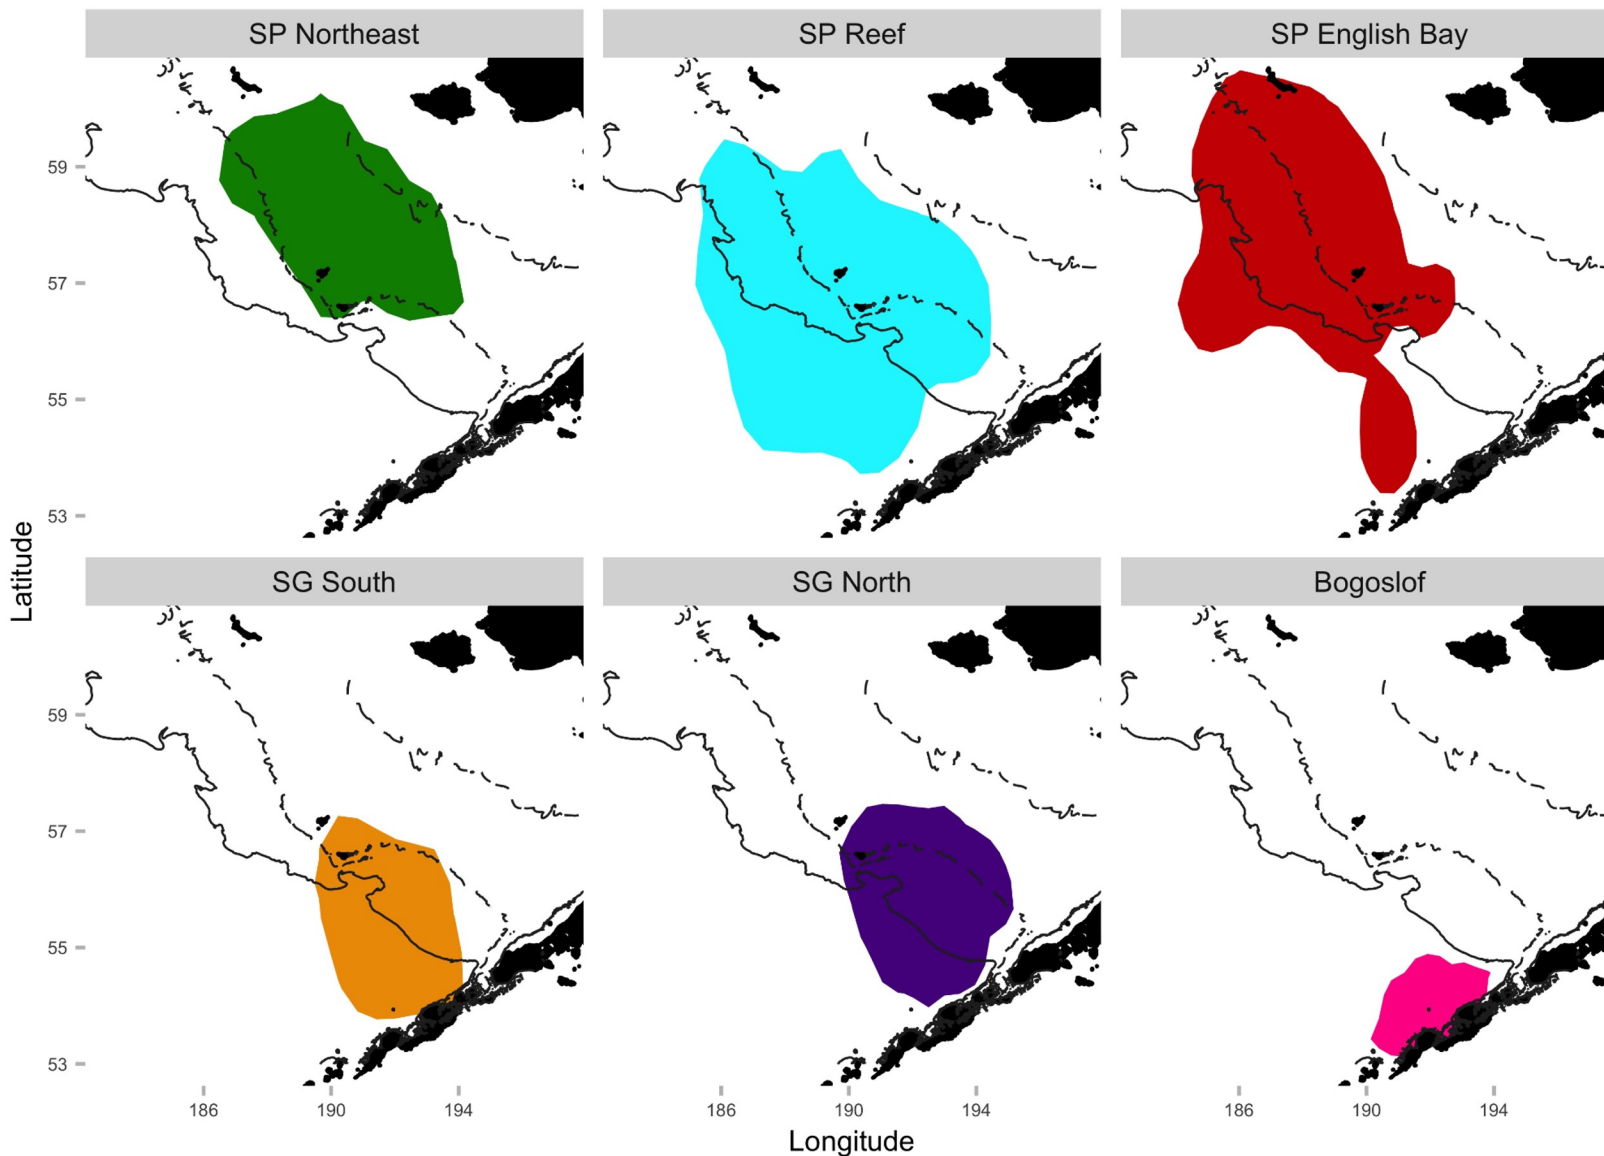 SP Northeast SP Reef SP English Bay
59
57
55
53
Latitude
SG South SG North Bogoslof
59
57
55
53
186 190 194 186 190 194 186 190 194
Longitude